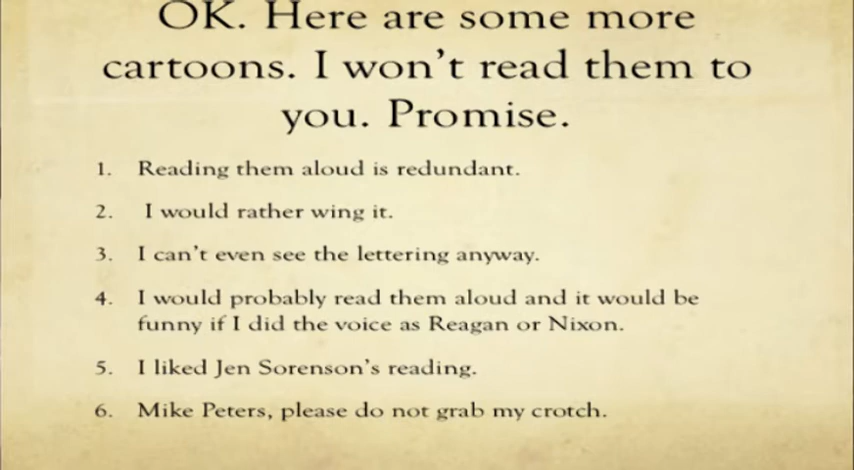 OK. Here are some more
cartoons. I won't read them to
you. Promise.
1. Reading them aloud is redundant.
2. I would rather wing it.
3. I can't even see the lettering anyway.
4. I would probably read them aloud and it would be
funny if I did the voice as Reagan or Nixon.
5. I liked Jen Sorenson's reading.
6. Mike Peters, please do not grab my crotch.